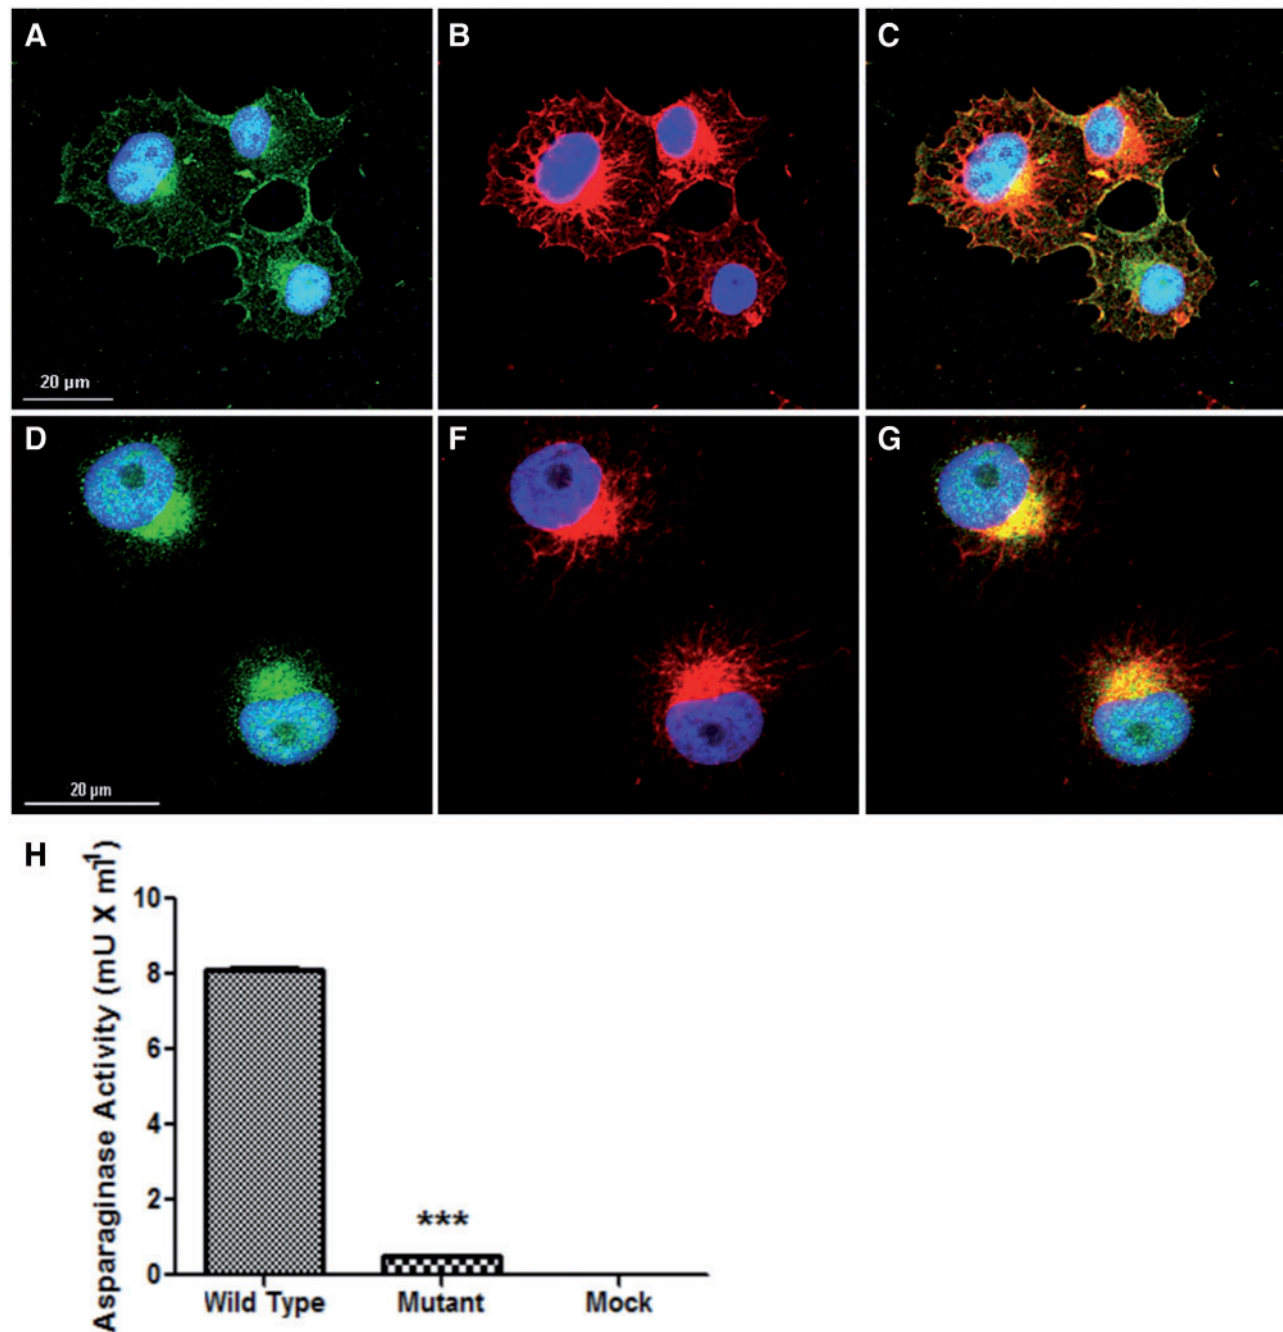 A
B
C
20 µm
D
F
G
20 µm
H
Asparaginase Activity (mU X ml-1)
10
8
6
4
2
0
***
Wild Type
Mutant
Mock